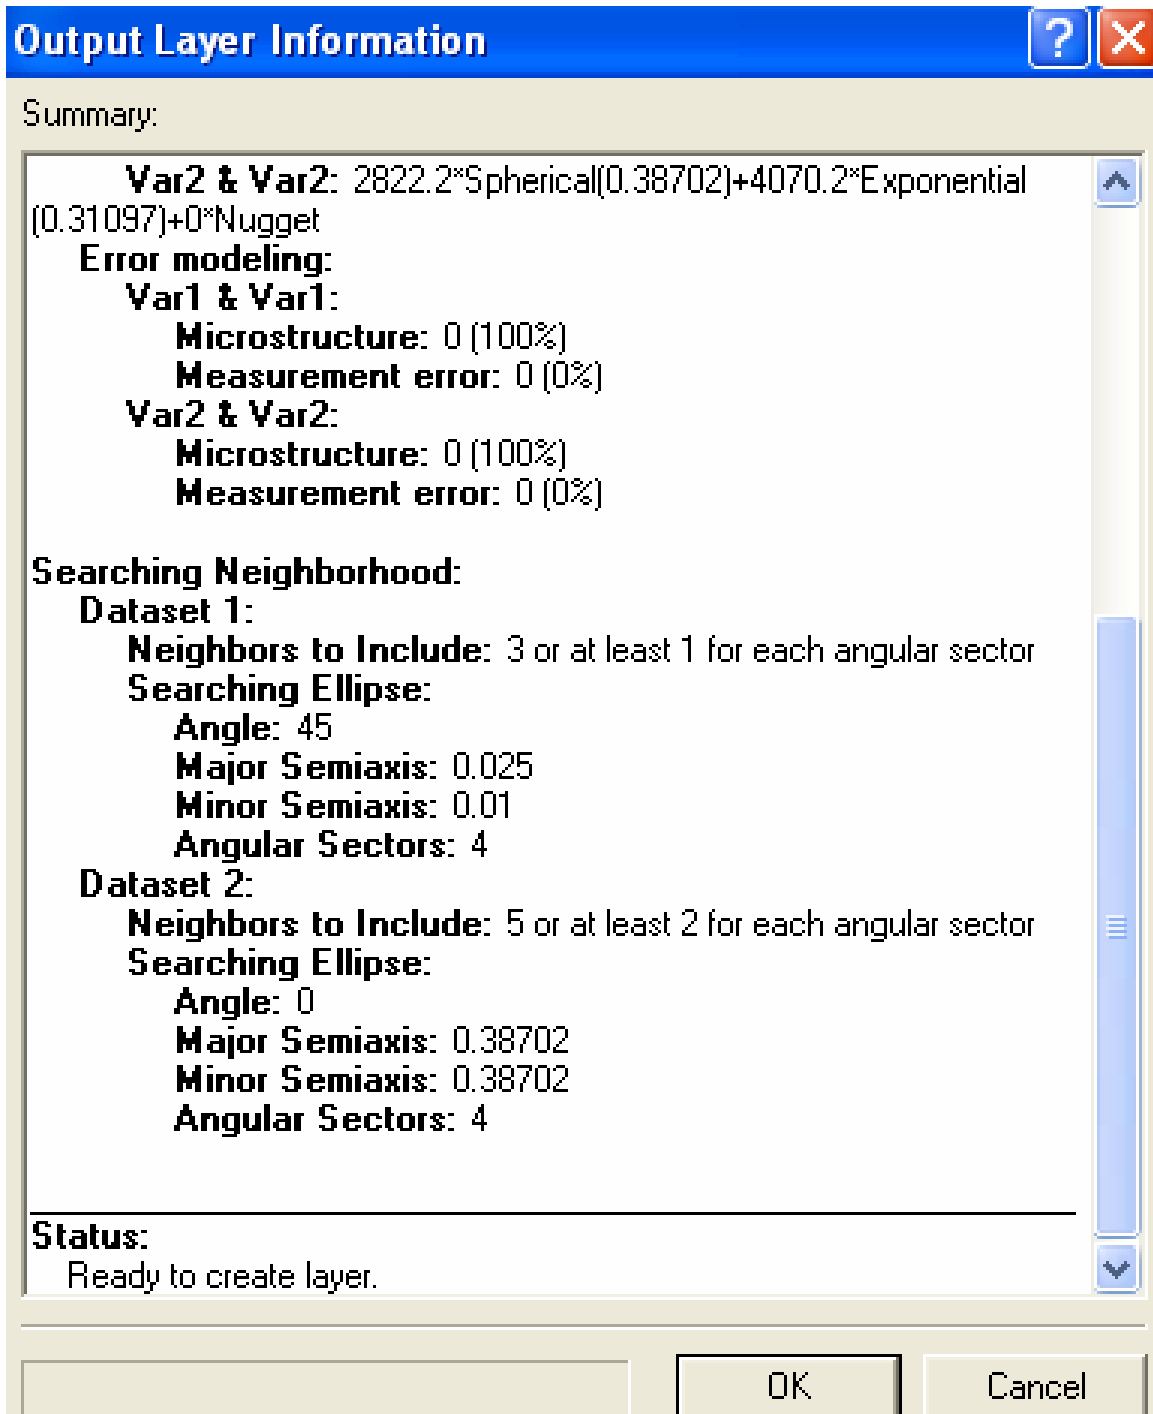 Output Layer Information
Summary:
Var2 & Var2: 2822.2*Spherical(0.38702)+4070.2*Exponential
(0.31097)+0*Nugget
Error modeling:
Var1 & Var1:
Microstructure: 0 (100%)
Measurement error: 0 (0%)
Var2 & Var2:
Microstructure: 0 (100%)
Measurement error: 0 (0%)
Searching Neighborhood:
Dataset 1:
Neighbors to Include: 3 or at least 1 for each angular sector
Searching Ellipse:
Angle: 45
Major Semiaxis: 0.025
Minor Semiaxis: 0.01
Angular Sectors: 4
Dataset 2:
Neighbors to Include: 5 or at least 2 for each angular sector
Searching Ellipse:
Angle: 0
Major Semiaxis: 0.38702
Minor Semiaxis: 0.38702
Angular Sectors: 4
Status:
Ready to create layer.
OK
Cancel